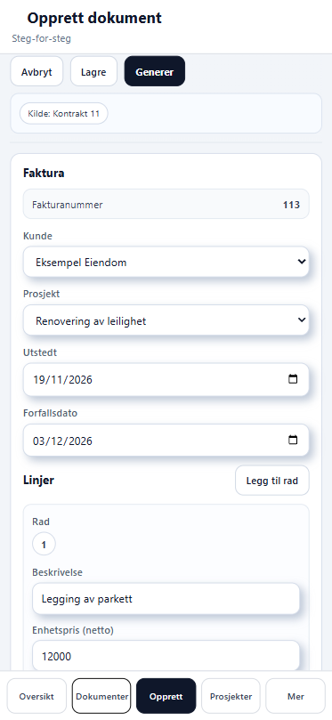 Opprett dokument
Steg-for-steg
Avbryt Lagre Generer
Kilde: Kontrakt 11
Faktura
Fakturanummer 113
Kunde
Eksempel Eiendom
Prosjekt
Renovering av leilighet
Utstedt
19/11/2026
Forfallsdato
03/12/2026
Linjer Legg til rad
Rad
1
Beskrivelse
Legging av parkett
Enhetspris (netto)
12000
Oversikt Dokumenter Opprett Prosjekter Mer